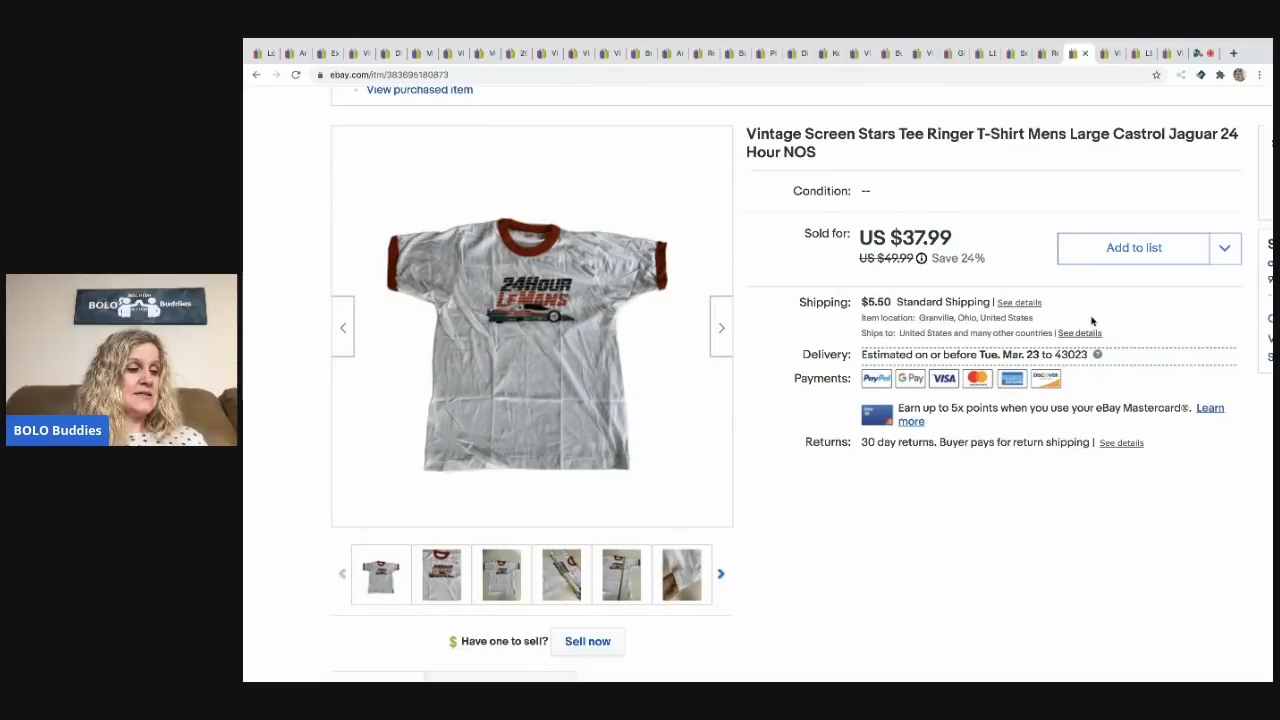 ebay.com/itm/383695180873
View purchased item
Vintage Screen Stars Tee Ringer T-Shirt Mens Large Castrol Jaguar 24
Hour NOS
Condition: --
Sold for: US $37.99
US $49.99 Save 24%
Add to list
Shipping: $5.50 Standard Shipping | See details
Item location: Granville, Ohio, United States
Ships to: United States and many other countries | See details
Delivery: Estimated on or before Tue. Mar. 23 to 43023
Payments: PayPal G Pay VISA DISCOVER
Earn up to 5x points when you use your eBay Mastercard®. Learn
more
Returns: 30 day returns. Buyer pays for return shipping | See details
24HOUR
LEMANS
$ Have one to sell? Sell now
BOLO Buddies
BOLO Buddies